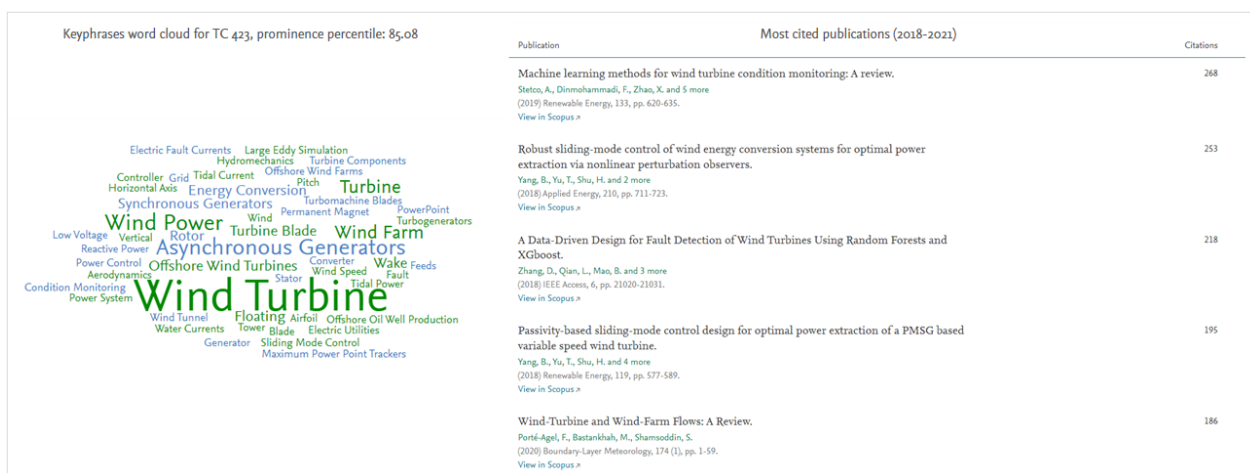 Keyphrases word cloud for TC 423, prominence percentile: 85.08
Electric Fault Currents Large Eddy Simulation
Hydromechanics Turbine Components
Controller Grid Tidal Current Offshore Wind Farms
Horizontal Axis Energy Conversion Pitch Turbine
Synchronous Generators Turbomachine Blades
Permanent Magnet PowerPoint
Wind Power Wind Turbogenerators
Low Voltage Vertical Rotor Turbine Blade Wind Farm
Reactive Power Asynchronous Generators
Power Control Offshore Wind Turbines Converter Wake Feeds
Aerodynamics Wind Speed Fault
Condition Monitoring Stator Tidal Power
Power System Wind Turbine
Wind Tunnel Floating Airfoil Offshore Oil Well Production
Water Currents Tower Blade Electric Utilities
Generator Sliding Mode Control
Maximum Power Point Trackers
Most cited publications (2018-2021)
Publication Citations
Machine learning methods for wind turbine condition monitoring: A review. 268
Stetco, A., Dinmohammadi, F., Zhao, X. and 5 more
(2019) Renewable Energy, 133, pp. 620-635.
View in Scopus ↗
Robust sliding-mode control of wind energy conversion systems for optimal power 253
extraction via nonlinear perturbation observers.
Yang, B., Yu, T., Shu, H. and 2 more
(2018) Applied Energy, 210, pp. 711-723.
View in Scopus ↗
A Data-Driven Design for Fault Detection of Wind Turbines Using Random Forests and 218
XGboost.
Zhang, D., Qian, L., Mao, B. and 3 more
(2018) IEEE Access, 6, pp. 21020-21031.
View in Scopus ↗
Passivity-based sliding-mode control design for optimal power extraction of a PMSG based 195
variable speed wind turbine.
Yang, B., Yu, T., Shu, H. and 4 more
(2018) Renewable Energy, 119, pp. 577-589.
View in Scopus ↗
Wind-Turbine and Wind-Farm Flows: A Review. 186
Porté-Agel, F., Bastankhah, M., Shamsoddin, S.
(2020) Boundary-Layer Meteorology, 174 (1), pp. 1-59.
View in Scopus ↗